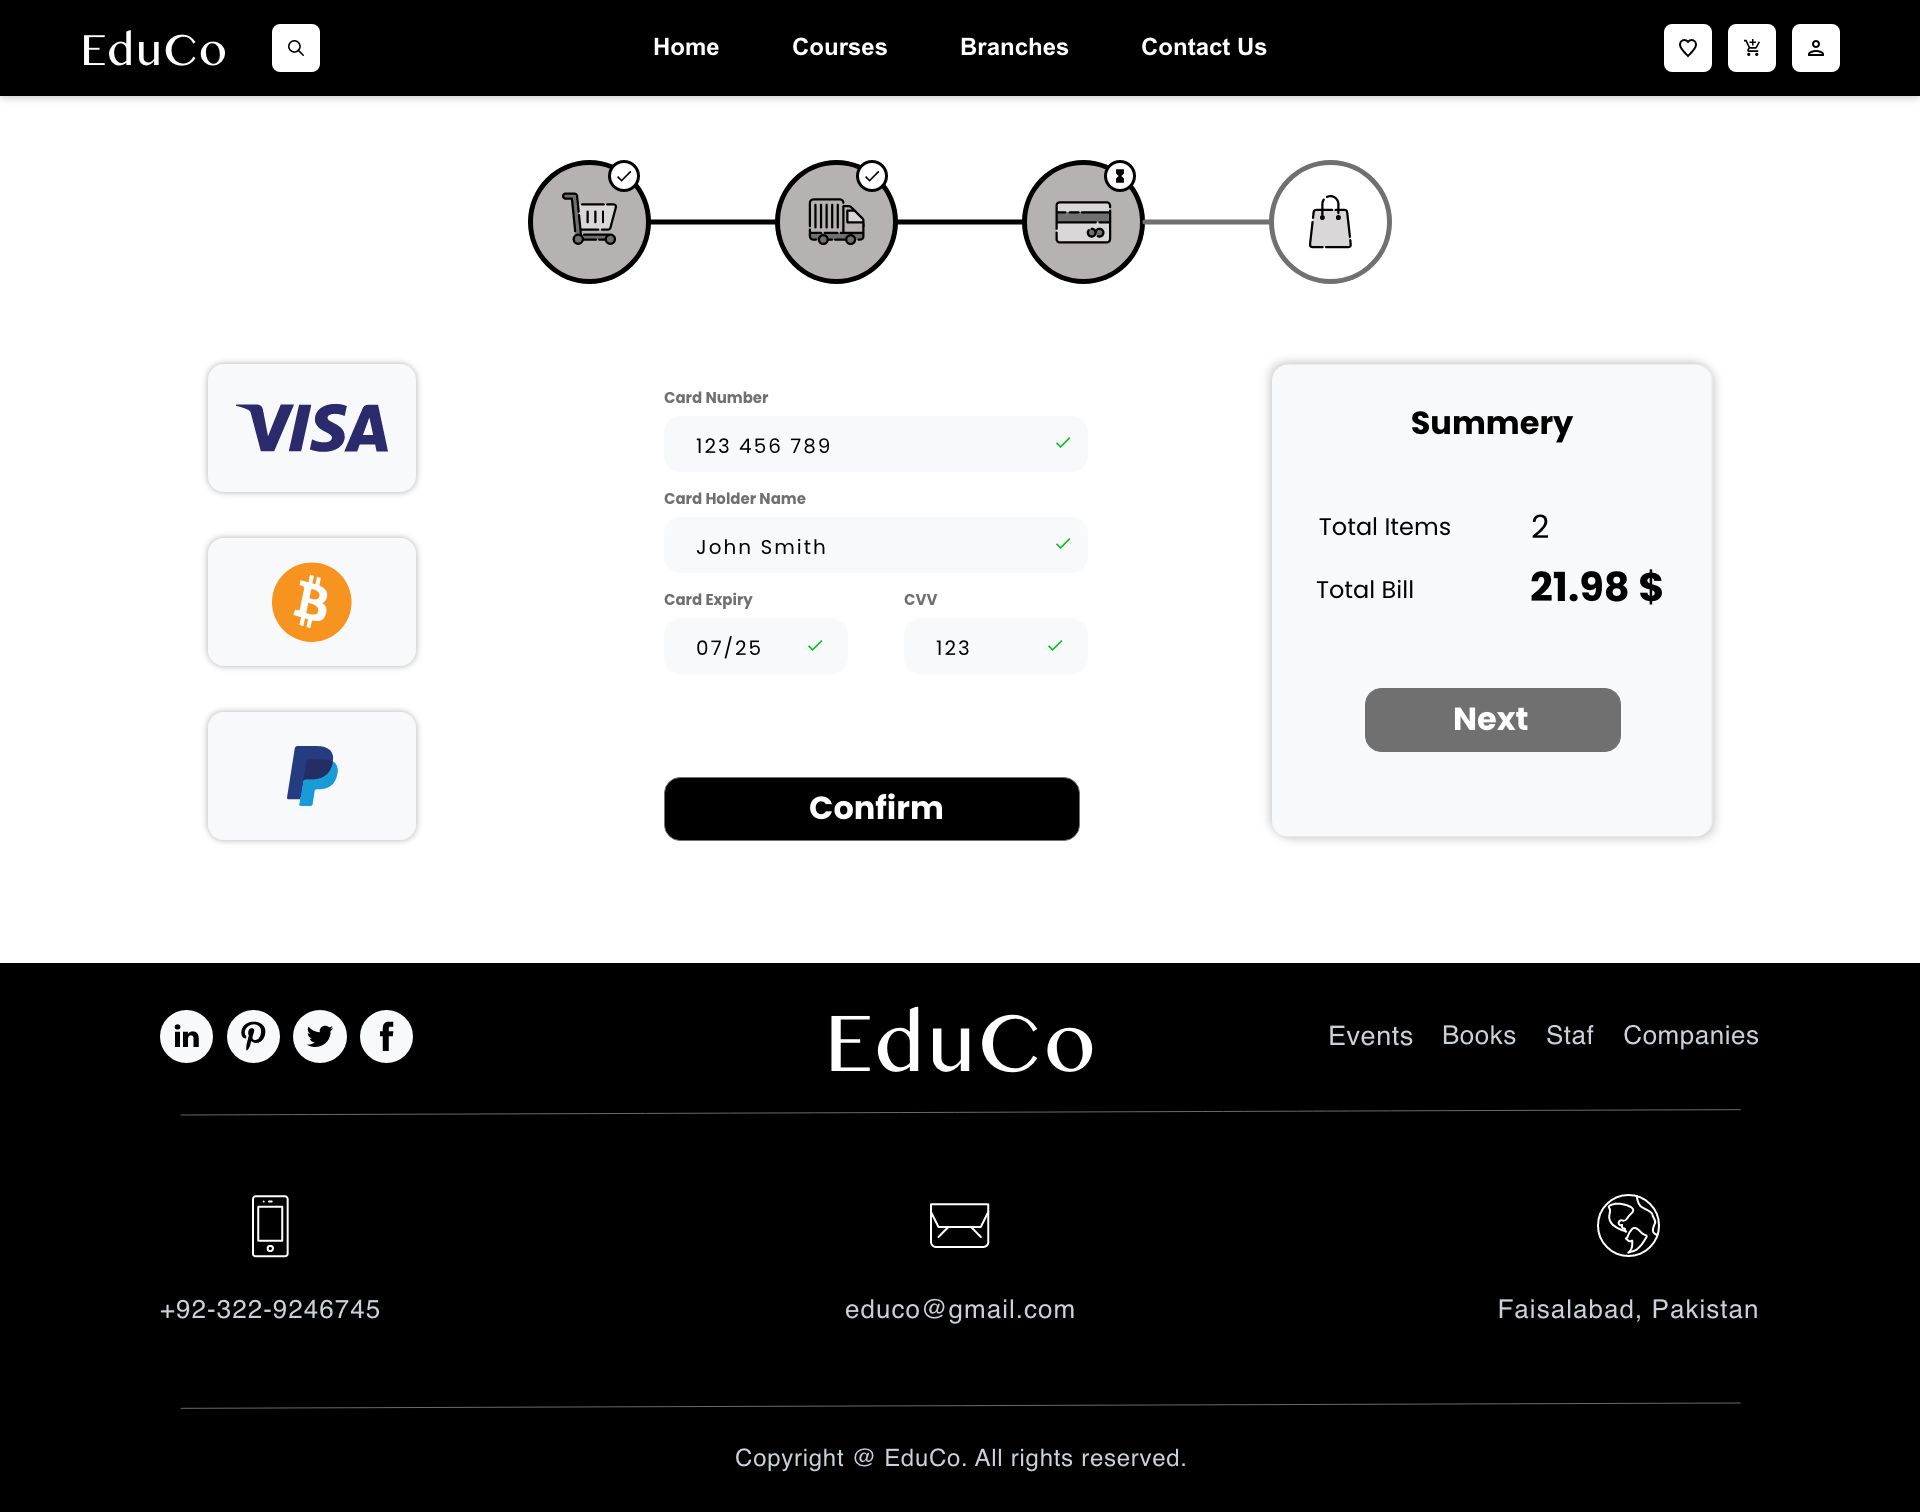 EduCo
Home Courses Branches Contact Us
VISA
Card Number
123 456 789
Card Holder Name
John Smith
Card Expiry CVV
07/25 123
Confirm
Summery
Total Items 2
Total Bill 21.98 $
Next
in f
EduCo
Events Books Staf Companies
+92-322-9246745
educo@gmail.com
Faisalabad, Pakistan
Copyright @ EduCo. All rights reserved.